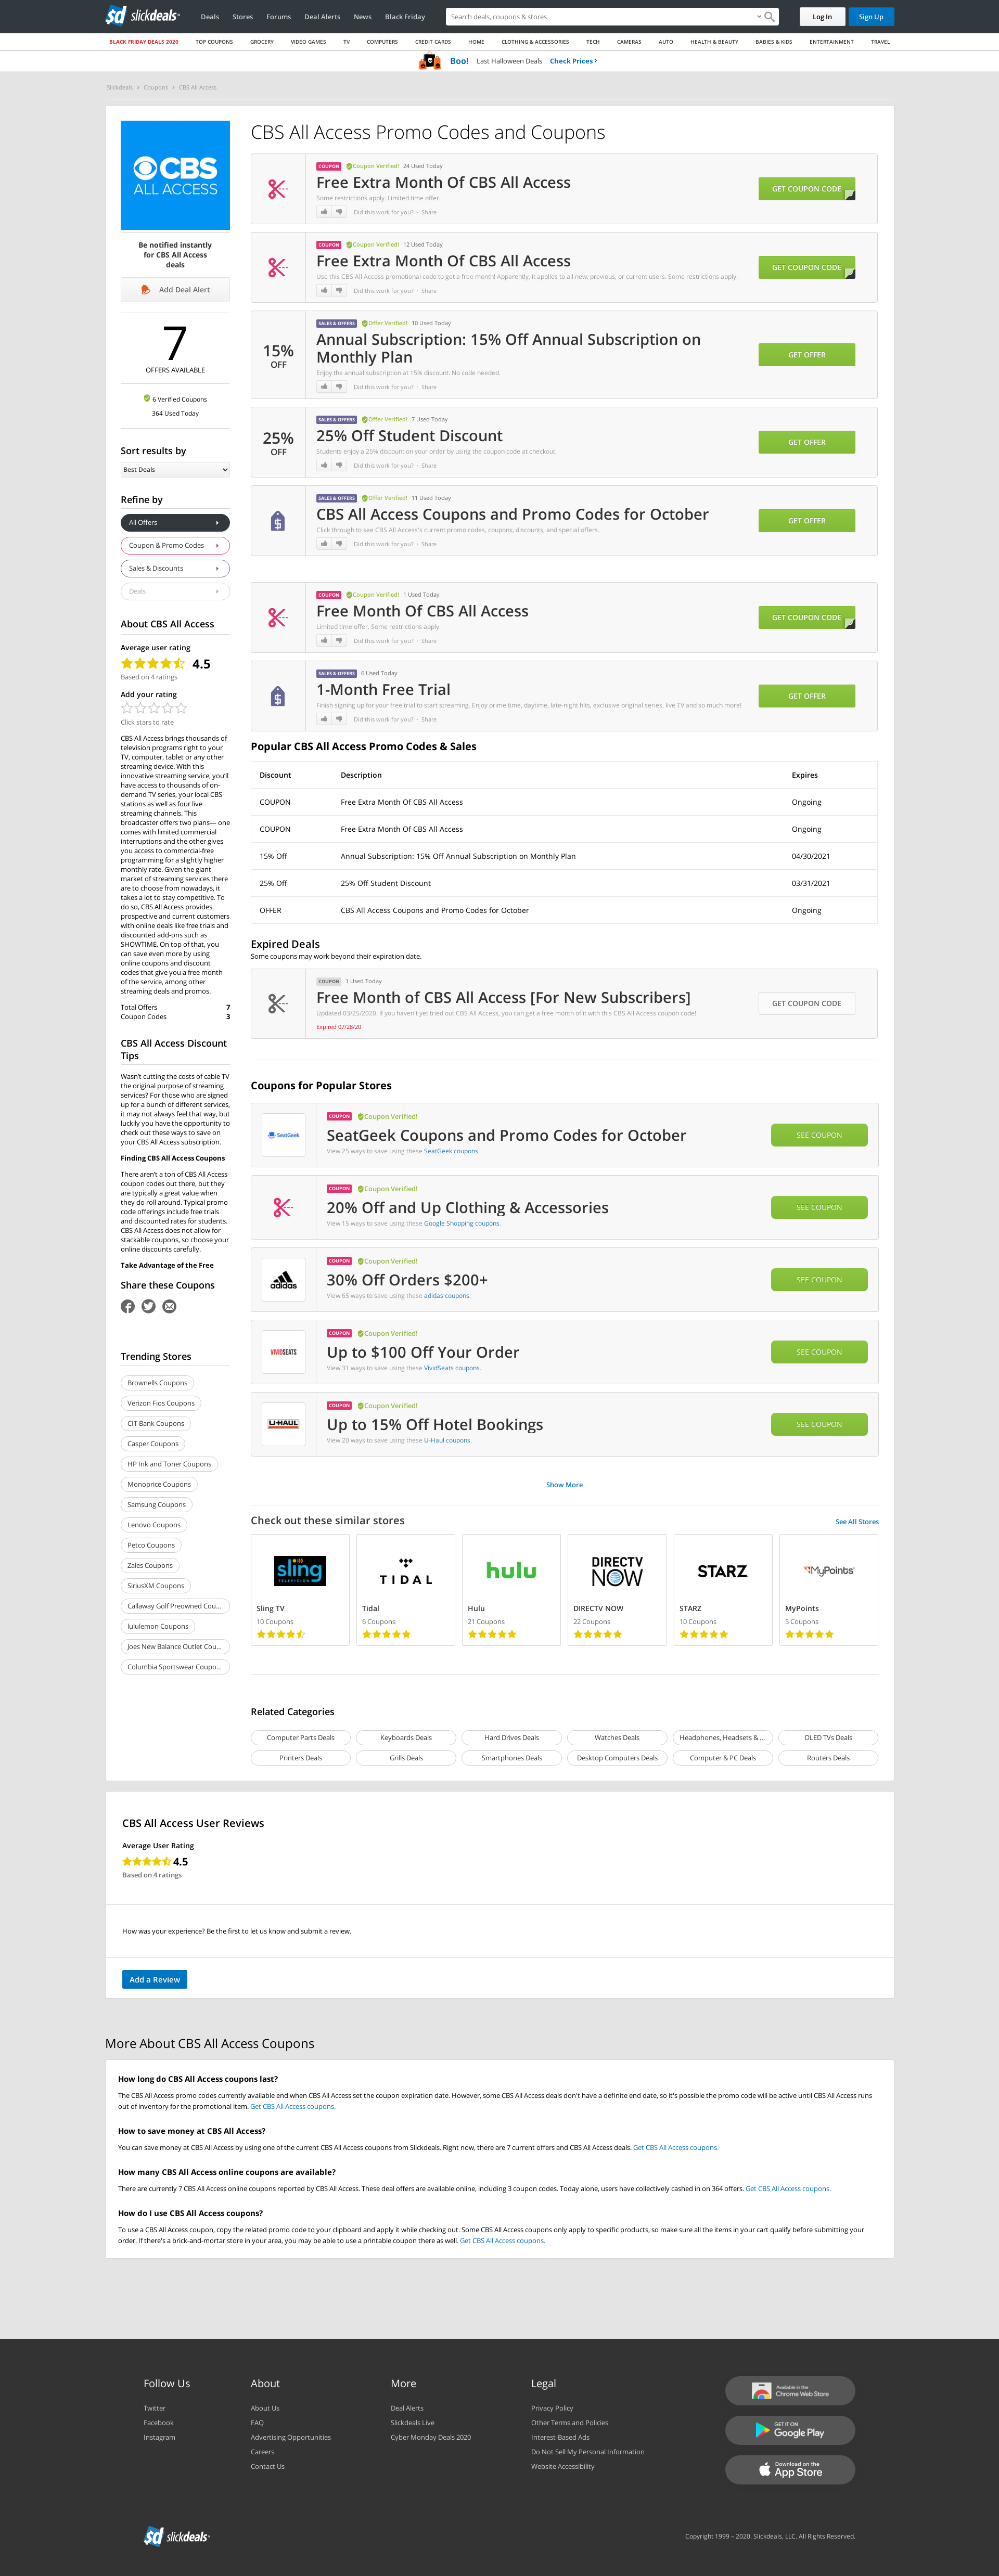 sd slickdeals
Deals Stores Forums Deal Alerts News Black Friday
Search deals, coupons & stores
Log In Sign Up
BLACK FRIDAY DEALS 2020 TOP COUPONS GROCERY VIDEO GAMES TV COMPUTERS CREDIT CARDS HOME CLOTHING & ACCESSORIES TECH CAMERAS AUTO HEALTH & BEAUTY BABIES & KIDS ENTERTAINMENT TRAVEL
Boo! Last Halloween Deals Check Prices ›
Slickdeals › Coupons › CBS All Access
CBS
ALL ACCESS
Be notified instantly
for CBS All Access
deals
Add Deal Alert
7
OFFERS AVAILABLE
6 Verified Coupons
364 Used Today
Sort results by
Best Deals
Refine by
All Offers
Coupon & Promo Codes
Sales & Discounts
Deals
About CBS All Access
Average user rating
4.5
Based on 4 ratings
Add your rating
Click stars to rate
CBS All Access brings thousands of
television programs right to your
TV, computer, tablet or any other
streaming device. With this
innovative streaming service, you'll
have access to thousands of on-
demand TV series, your local CBS
stations as well as four live
streaming channels. This
broadcaster offers two plans— one
comes with limited commercial
interruptions and the other gives
you access to commercial-free
programming for a slightly higher
monthly rate. Given the giant
market of streaming services there
are to choose from nowadays, it
takes a lot to stay competitive. To
do so, CBS All Access provides
prospective and current customers
with online deals like free trials and
discounted add-ons such as
SHOWTIME. On top of that, you
can save even more by using
online coupons and discount
codes that give you a free month
of the service, among other
streaming deals and promos.
Total Offers 7
Coupon Codes 3
CBS All Access Discount
Tips
Wasn't cutting the costs of cable TV
the original purpose of streaming
services? For those who are signed
up for a bunch of different services,
it may not always feel that way, but
luckily you have the opportunity to
check out these ways to save on
your CBS All Access subscription.
Finding CBS All Access Coupons
There aren't a ton of CBS All Access
coupon codes out there, but they
are typically a great value when
they do roll around. Typical promo
code offerings include free trials
and discounted rates for students.
CBS All Access does not allow for
stackable coupons, so choose your
online discounts carefully.
Take Advantage of the Free
Share these Coupons
Trending Stores
Brownells Coupons
Verizon Fios Coupons
CIT Bank Coupons
Casper Coupons
HP Ink and Toner Coupons
Monoprice Coupons
Samsung Coupons
Lenovo Coupons
Petco Coupons
Zales Coupons
SiriusXM Coupons
Callaway Golf Preowned Cou...
lululemon Coupons
Joes New Balance Outlet Cou...
Columbia Sportswear Coupo...
CBS All Access Promo Codes and Coupons
COUPON Coupon Verified! 24 Used Today
Free Extra Month Of CBS All Access
Some restrictions apply. Limited time offer.
Did this work for you? · Share
GET COUPON CODE
COUPON Coupon Verified! 12 Used Today
Free Extra Month Of CBS All Access
Use this CBS All Access promotional code to get a free month! Apparently, it applies to all new, previous, or current users. Some restrictions apply.
Did this work for you? · Share
GET COUPON CODE
15%
OFF
SALES & OFFERS Offer Verified! 10 Used Today
Annual Subscription: 15% Off Annual Subscription on
Monthly Plan
Enjoy the annual subscription at 15% discount. No code needed.
Did this work for you? · Share
GET OFFER
25%
OFF
SALES & OFFERS Offer Verified! 7 Used Today
25% Off Student Discount
Students enjoy a 25% discount on your order by using the coupon code at checkout.
Did this work for you? · Share
GET OFFER
SALES & OFFERS Offer Verified! 11 Used Today
CBS All Access Coupons and Promo Codes for October
Click through to see CBS All Access's current promo codes, coupons, discounts, and special offers.
Did this work for you? · Share
GET OFFER
COUPON Coupon Verified! 1 Used Today
Free Month Of CBS All Access
Limited time offer. Some restrictions apply.
Did this work for you? · Share
GET COUPON CODE
SALES & OFFERS 6 Used Today
1-Month Free Trial
Finish signing up for your free trial to start streaming. Enjoy prime time, daytime, late-night hits, exclusive original series, live TV and so much more!
Did this work for you? · Share
GET OFFER
Popular CBS All Access Promo Codes & Sales
Discount Description Expires
COUPON Free Extra Month Of CBS All Access Ongoing
COUPON Free Extra Month Of CBS All Access Ongoing
15% Off Annual Subscription: 15% Off Annual Subscription on Monthly Plan 04/30/2021
25% Off 25% Off Student Discount 03/31/2021
OFFER CBS All Access Coupons and Promo Codes for October Ongoing
Expired Deals
Some coupons may work beyond their expiration date.
COUPON 1 Used Today
Free Month of CBS All Access [For New Subscribers]
Updated 03/25/2020. If you haven't yet tried out CBS All Access, you can get a free month of it with this CBS All Access coupon code!
Expired 07/28/20
GET COUPON CODE
Coupons for Popular Stores
SeatGeek
COUPON Coupon Verified!
SeatGeek Coupons and Promo Codes for October
View 25 ways to save using these SeatGeek coupons.
SEE COUPON
COUPON Coupon Verified!
20% Off and Up Clothing & Accessories
View 15 ways to save using these Google Shopping coupons.
SEE COUPON
adidas
COUPON Coupon Verified!
30% Off Orders $200+
View 65 ways to save using these adidas coupons.
SEE COUPON
VIVIDSEATS
COUPON Coupon Verified!
Up to $100 Off Your Order
View 31 ways to save using these VividSeats coupons.
SEE COUPON
U-HAUL
COUPON Coupon Verified!
Up to 15% Off Hotel Bookings
View 20 ways to save using these U-Haul coupons.
SEE COUPON
Show More
Check out these similar stores See All Stores
sling TELEVISION TIDAL hulu DIRECTV NOW STARZ MyPoints
Sling TV Tidal Hulu DIRECTV NOW STARZ MyPoints
10 Coupons 6 Coupons 21 Coupons 22 Coupons 10 Coupons 5 Coupons
Related Categories
Computer Parts Deals Keyboards Deals Hard Drives Deals Watches Deals Headphones, Headsets & ... OLED TVs Deals
Printers Deals Grills Deals Smartphones Deals Desktop Computers Deals Computer & PC Deals Routers Deals
CBS All Access User Reviews
Average User Rating
4.5
Based on 4 ratings
How was your experience? Be the first to let us know and submit a review.
Add a Review
More About CBS All Access Coupons
How long do CBS All Access coupons last?
The CBS All Access promo codes currently available end when CBS All Access set the coupon expiration date. However, some CBS All Access deals don't have a definite end date, so it's possible the promo code will be active until CBS All Access runs
out of inventory for the promotional item. Get CBS All Access coupons.
How to save money at CBS All Access?
You can save money at CBS All Access by using one of the current CBS All Access coupons from Slickdeals. Right now, there are 7 current offers and CBS All Access deals. Get CBS All Access coupons.
How many CBS All Access online coupons are available?
There are currently 7 CBS All Access online coupons reported by CBS All Access. These deal offers are available online, including 3 coupon codes. Today alone, users have collectively cashed in on 364 offers. Get CBS All Access coupons.
How do I use CBS All Access coupons?
To use a CBS All Access coupon, copy the related promo code to your clipboard and apply it while checking out. Some CBS All Access coupons only apply to specific products, so make sure all the items in your cart qualify before submitting your
order. If there's a brick-and-mortar store in your area, you may be able to use a printable coupon there as well. Get CBS All Access coupons.
Follow Us
Twitter
Facebook
Instagram
About
About Us
FAQ
Advertising Opportunities
Careers
Contact Us
More
Deal Alerts
Slickdeals Live
Cyber Monday Deals 2020
Legal
Privacy Policy
Other Terms and Policies
Interest-Based Ads
Do Not Sell My Personal Information
Website Accessibility
Available in the
Chrome Web Store
GET IT ON
Google Play
Download on the
App Store
sd slickdeals
Copyright 1999 – 2020. Slickdeals, LLC. All Rights Reserved.